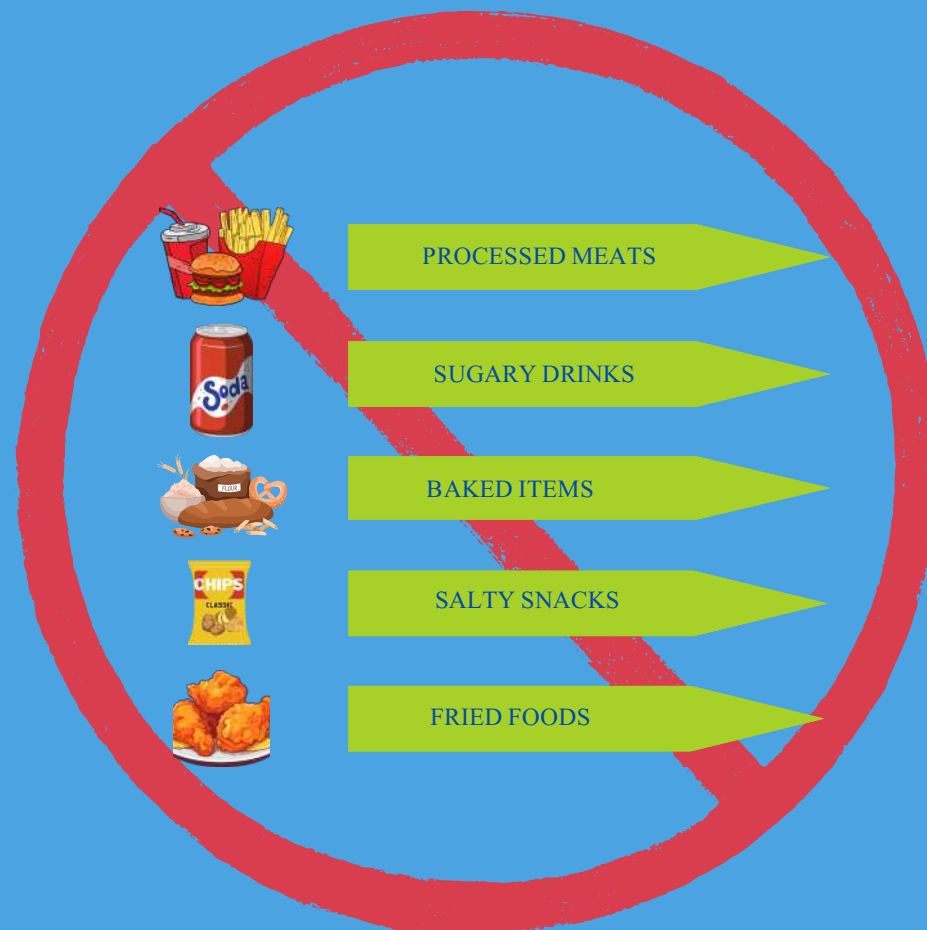 PROCESSED MEATS
Soda
SUGARY DRINKS
FLOUR
BAKED ITEMS
CHIPS
CLASSIC
SALTY SNACKS
FRIED FOODS